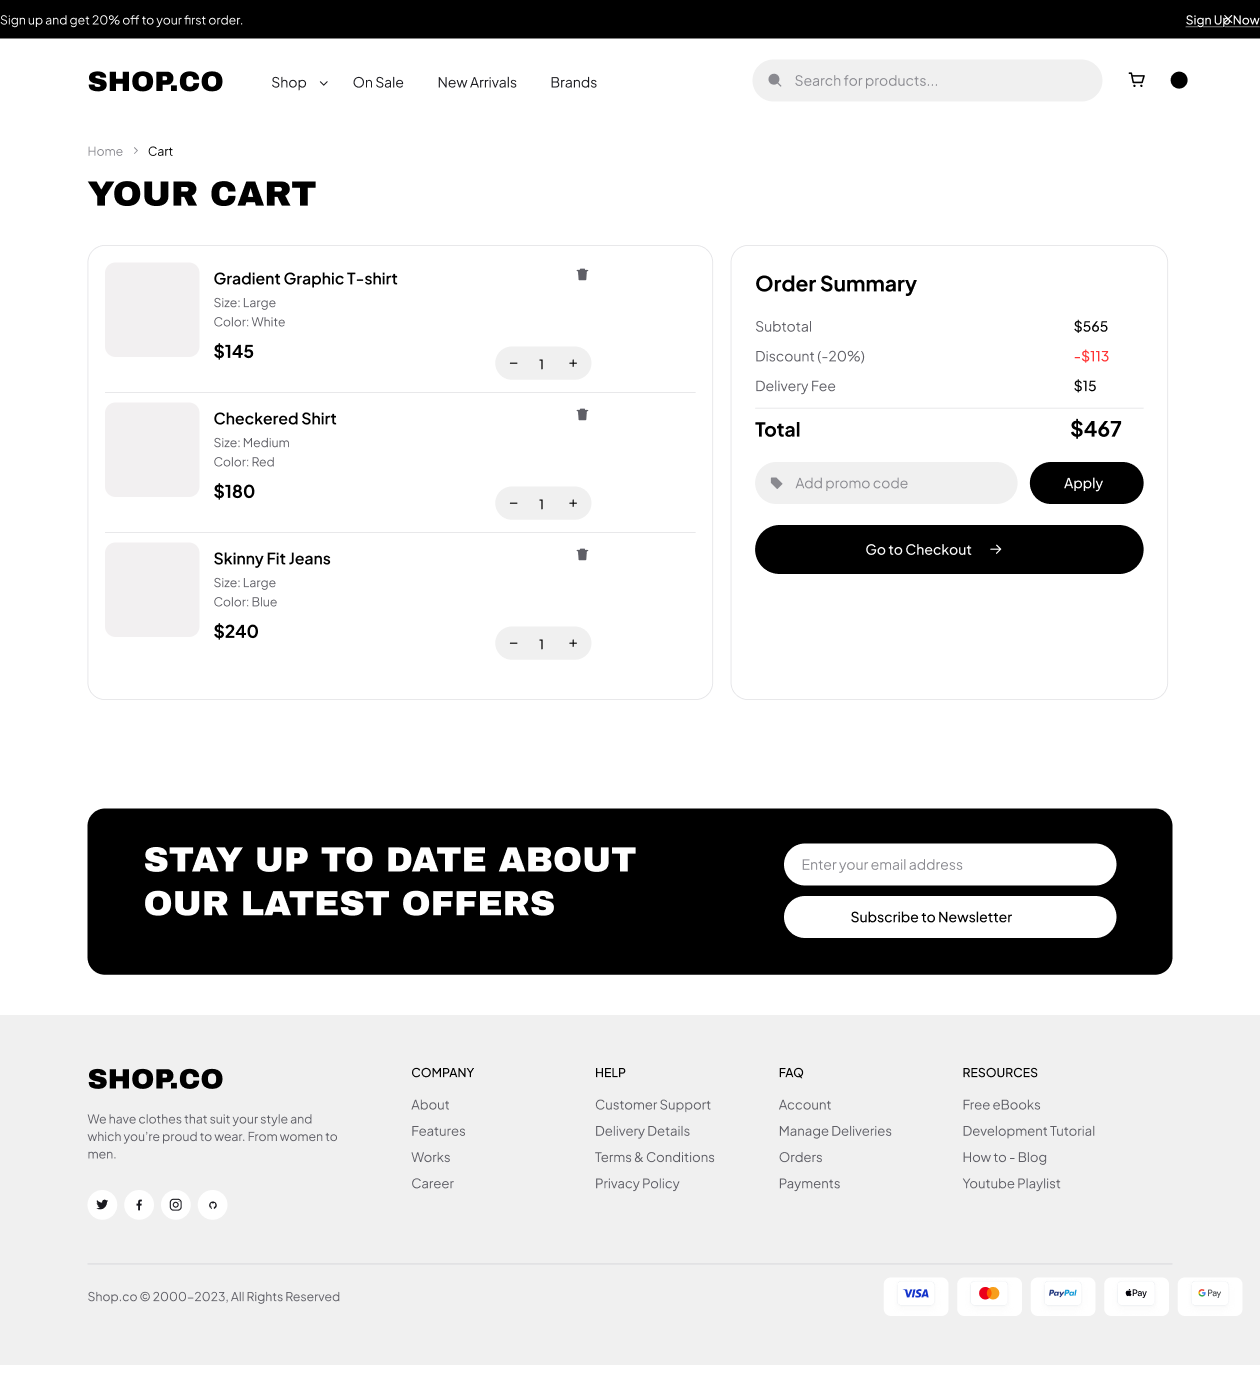 Sign up and get 20% off to your first order.
Sign Up Now
SHOP.CO
Shop
On Sale
New Arrivals
Brands
Search for products...
Home
Cart
YOUR CART
Gradient Graphic T-shirt
Size: Large
Color: White
$145
− 1 +
Checkered Shirt
Size: Medium
Color: Red
$180
− 1 +
Skinny Fit Jeans
Size: Large
Color: Blue
$240
− 1 +
Order Summary
Subtotal $565
Discount (-20%) -$113
Delivery Fee $15
Total $467
Add promo code
Apply
Go to Checkout →
STAY UP TO DATE ABOUT
OUR LATEST OFFERS
Enter your email address
Subscribe to Newsletter
SHOP.CO
We have clothes that suit your style and
which you're proud to wear. From women to
men.
COMPANY
About
Features
Works
Career
HELP
Customer Support
Delivery Details
Terms & Conditions
Privacy Policy
FAQ
Account
Manage Deliveries
Orders
Payments
RESOURCES
Free eBooks
Development Tutorial
How to - Blog
Youtube Playlist
Shop.co © 2000-2023, All Rights Reserved
VISA
PayPal
Pay
G Pay